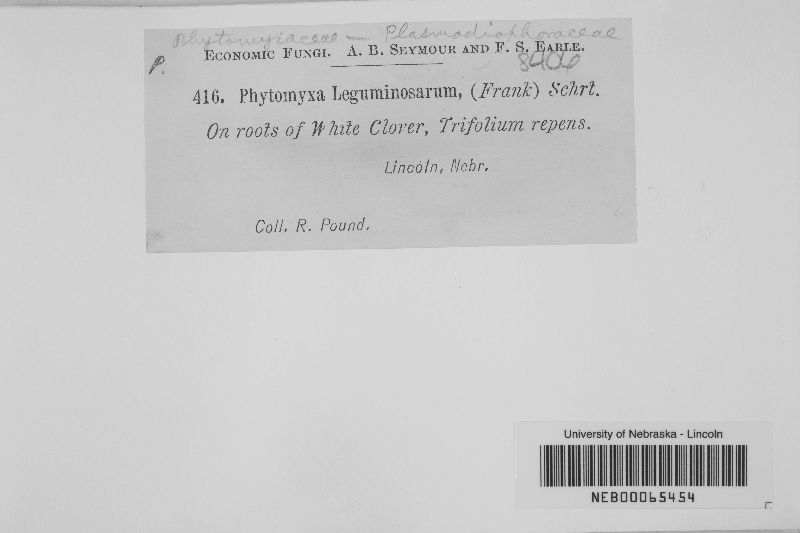 Phytomyxaceae — Plasmodiophoraceae
ECONOMIC FUNGI. A. B. SEYMOUR AND F. S. EARLE.
P.
8406
416. Phytomyxa Leguminosarum, (Frank) Schrt.
On roots of White Clover, Trifolium repens.
Lincoln, Nebr.
Coll. R. Pound.
University of Nebraska - Lincoln
NEB00065454